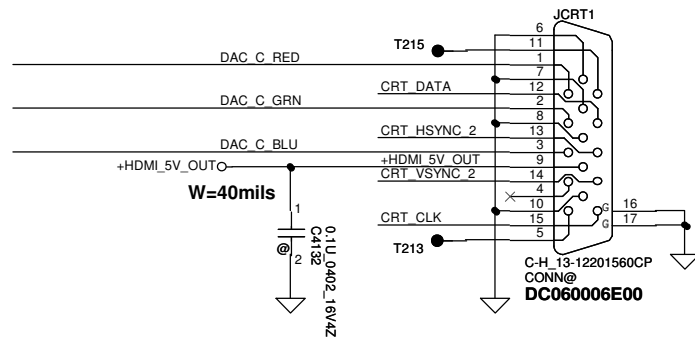 JCRT1
6
T215
11
DAC_C_RED
1
7
CRT_DATA
12
DAC_C_GRN
2
8
CRT_HSYNC_2
13
DAC_C_BLU
3
+HDMI_5V_OUT
+HDMI_5V_OUT
9
CRT_VSYNC_2
14
W=40mils
4
10
G
16
CRT_CLK
15
G
17
T213
5
1
0.1U_0402_16V4Z
C4132
@
2
C-H_13-12201560CP
CONN@
DC060006E00